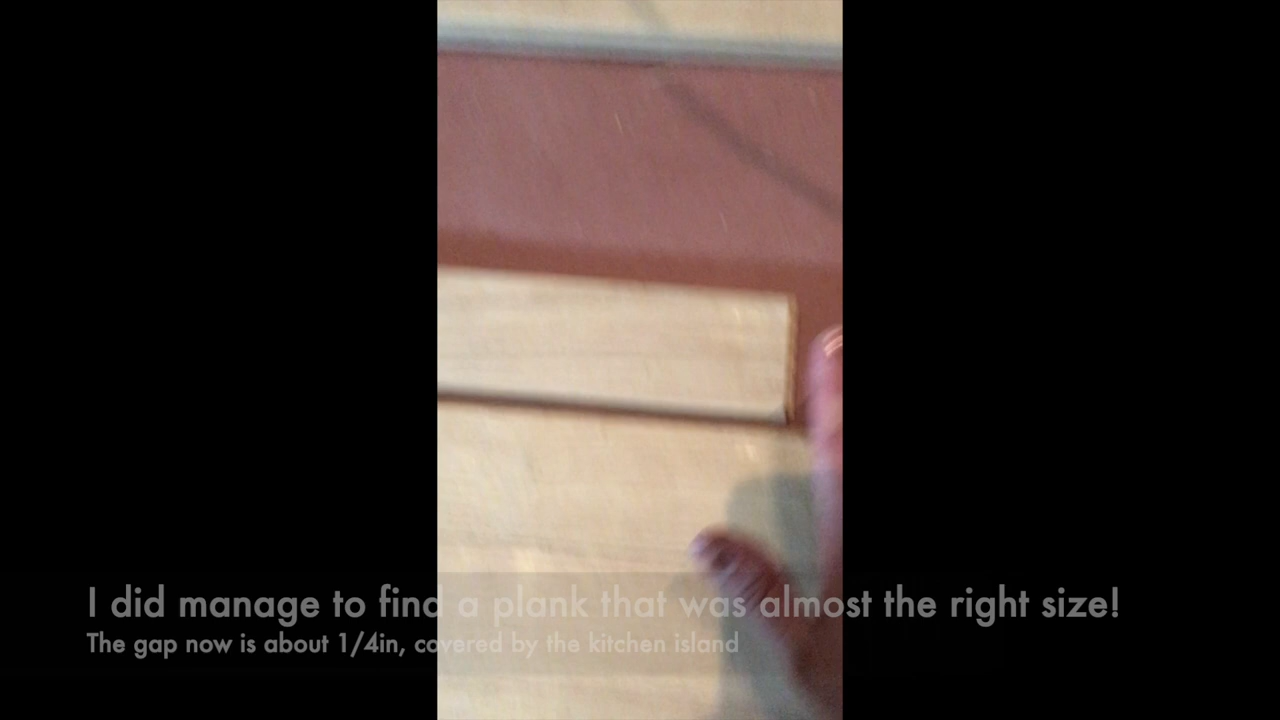 I did manage to find a plank that was almost the right size!
The gap now is about 1/4in, covered by the kitchen island